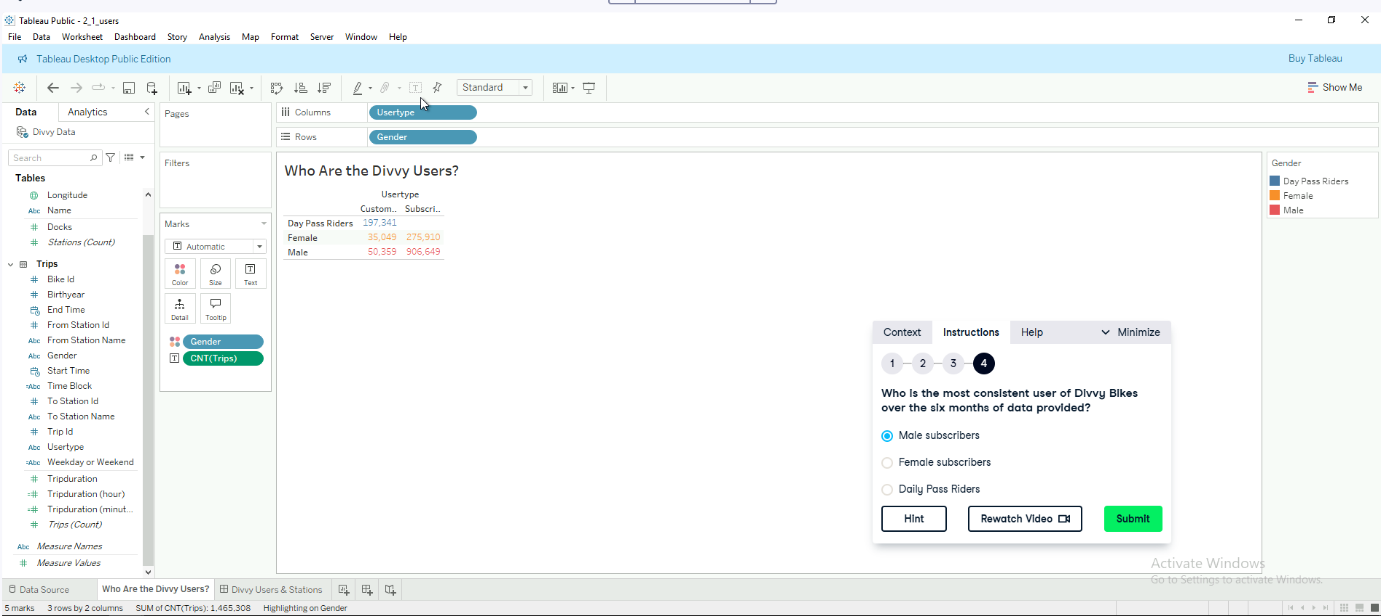 Tableau Public - 2_1_users
File Data Worksheet Dashboard Story Analysis Map Format Server Window Help
Tableau Desktop Public Edition
Buy Tableau
Standard
Show Me
Data
Analytics
Divvy Data
Search
Tables
Longitude
Abc Name
# Docks
# Stations (Count)
Trips
# Bike Id
# Birthyear
End Time
# From Station Id
Abc From Station Name
Abc Gender
Start Time
=Abc Time Block
# To Station Id
Abc To Station Name
# Trip Id
Abc Usertype
=Abc Weekday or Weekend
# Tripduration
=# Tripduration (hour)
=# Tripduration (minut...
# Trips (Count)
Abc Measure Names
# Measure Values
Pages
Filters
Marks
T Automatic
Color Size Text
Detail Tooltip
Gender
T CNT(Trips)
Columns Usertype
Rows Gender
Who Are the Divvy Users?
Usertype
Custom.. Subscri..
Day Pass Riders 197,341
Female 35,049 275,910
Male 50,359 906,649
Gender
Day Pass Riders
Female
Male
Context Instructions Help Minimize
1 2 3 4
Who is the most consistent user of Divvy Bikes
over the six months of data provided?
Male subscribers
Female subscribers
Daily Pass Riders
Hint Rewatch Video Submit
Activate Windows
Go to Settings to activate Windows.
Data Source Who Are the Divvy Users? Divvy Users & Stations
5 marks 3 rows by 2 columns SUM of CNT(Trips): 1,465,308 Highlighting on Gender